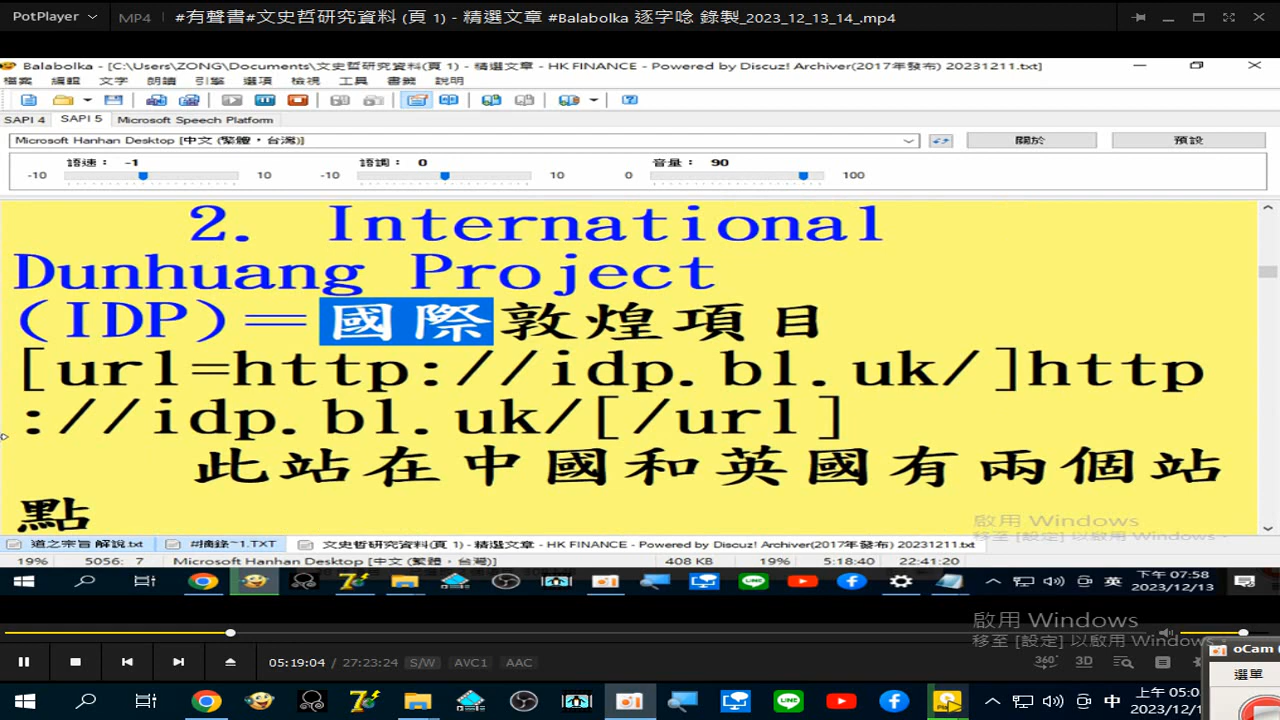 PotPlayer MP4 #有聲書#文史哲研究資料 (頁 1) - 精選文章 #Balabolka 逐字唸 錄製_2023_12_13_14_.mp4
Balabolka - [C:\Users\ZONG\Documents\文史哲研究資料(頁 1) - 精選文章 - HK FINANCE - Powered by Discuz! Archiver(2017年發布) 20231211.txt]
檔案 編輯 文字 朗讀 引擎 選項 檢視 工具 書籤 說明
SAPI 4 SAPI 5 Microsoft Speech Platform
Microsoft Hanhan Desktop [中文 (繁體，台灣)] 關於 預設
語速： -1 語調： 0 音量： 90
-10 10 -10 10 0 100
2. International
Dunhuang Project
(IDP)＝國際敦煌項目
[url=http://idp.bl.uk/]http
://idp.bl.uk/[/url]
此站在中國和英國有兩個站
點
啟用 Windows
移至 [設定] 以啟用 Windows。
道之宗旨 解說.txt #摘錄~1.TXT 文史哲研究資料(頁 1) - 精選文章 - HK FINANCE - Powered by Discuz! Archiver(2017年發布) 20231211.txt
19% 5056: 7 Microsoft Hanhan Desktop [中文 (繁體，台灣)] 408 KB 19% 5:18:40 22:41:20
英 下午 07:58
2023/12/13
啟用 Windows
移至 [設定] 以啟用 Windows。
05:19:04 / 27:23:24 S/W AVC1 AAC 360° 3D
oCam (
選單
中 上午 05:0
2023/12/1